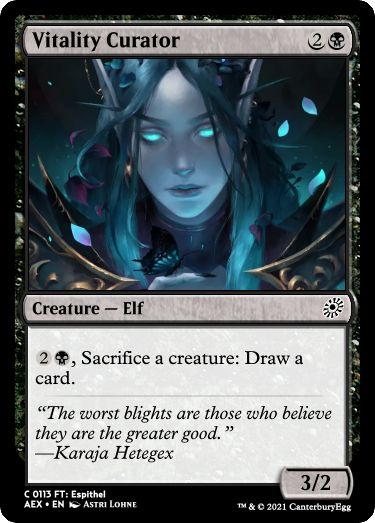 Vitality Curator 2
Creature — Elf
2, Sacrifice a creature: Draw a
card.
“The worst blights are those who believe
they are the greater good.”
—Karaja Hetegex
3/2
C 0113 FT: Espithel
AEX • EN Astri Lohne
™ & © 2021 CanterburyEgg